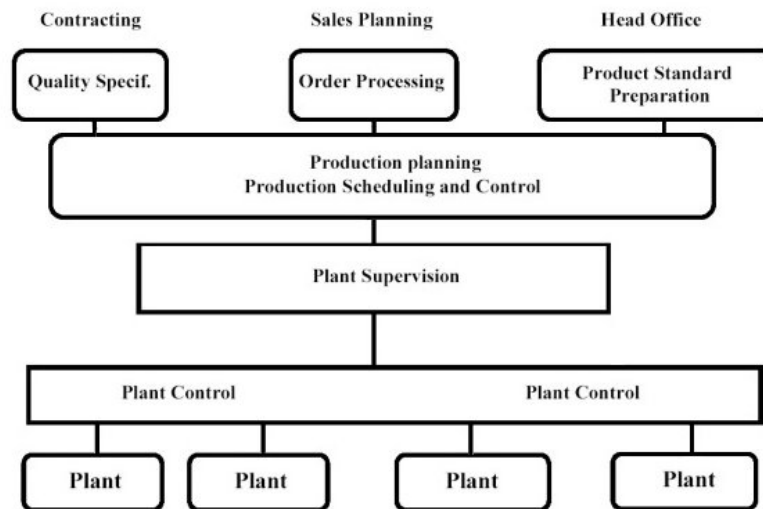 Contracting
Sales Planning
Head Office
Quality Specif.
Order Processing
Product Standard
Preparation
Production planning
Production Scheduling and Control
Plant Supervision
Plant Control
Plant Control
Plant
Plant
Plant
Plant